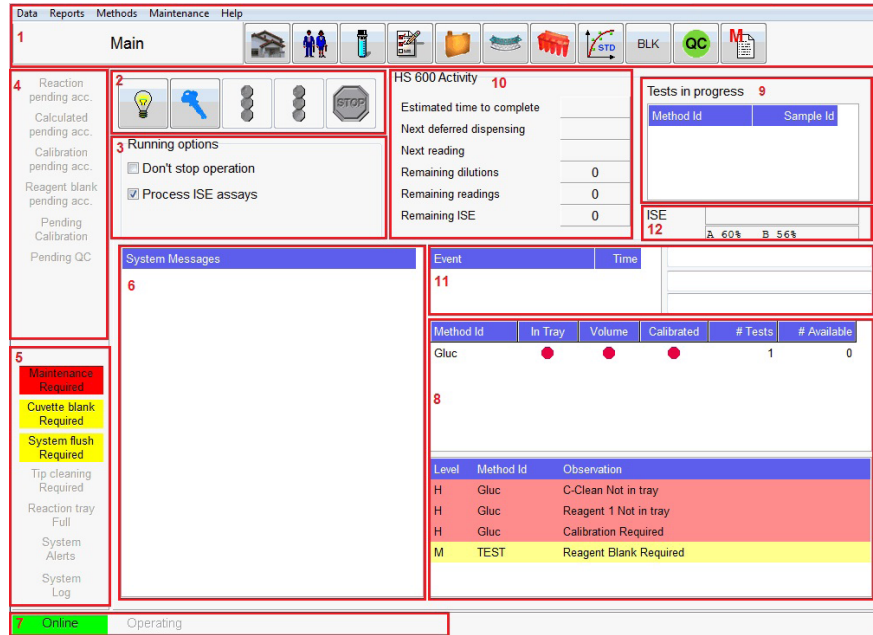 Data Reports Methods Maintenance Help
1
Main
STD
BLK
QC
M
4
Reaction
pending acc.
Calculated
pending acc.
Calibration
pending acc.
Reagent blank
pending acc.
Pending
Calibration
Pending QC
2
STOP
3 Running options
Don't stop operation
Process ISE assays
HS 600 Activity 10
Estimated time to complete
Next deferred dispensing
Next reading
Remaining dilutions 0
Remaining readings 0
Remaining ISE 0
Tests in progress 9
Method Id Sample Id
ISE
12
A 60% B 56%
5
Maintenance
Required
Cuvette blank
Required
System flush
Required
Tip cleaning
Required
Reaction tray
Full
System
Alerts
System
Log
System Messages
6
Event Time
11
Method Id In Tray Volume Calibrated # Tests # Available
Gluc 1 0
8
Level Method Id Observation
H Gluc C-Clean Not in tray
H Gluc Reagent 1 Not in tray
H Gluc Calibration Required
M TEST Reagent Blank Required
7 Online Operating